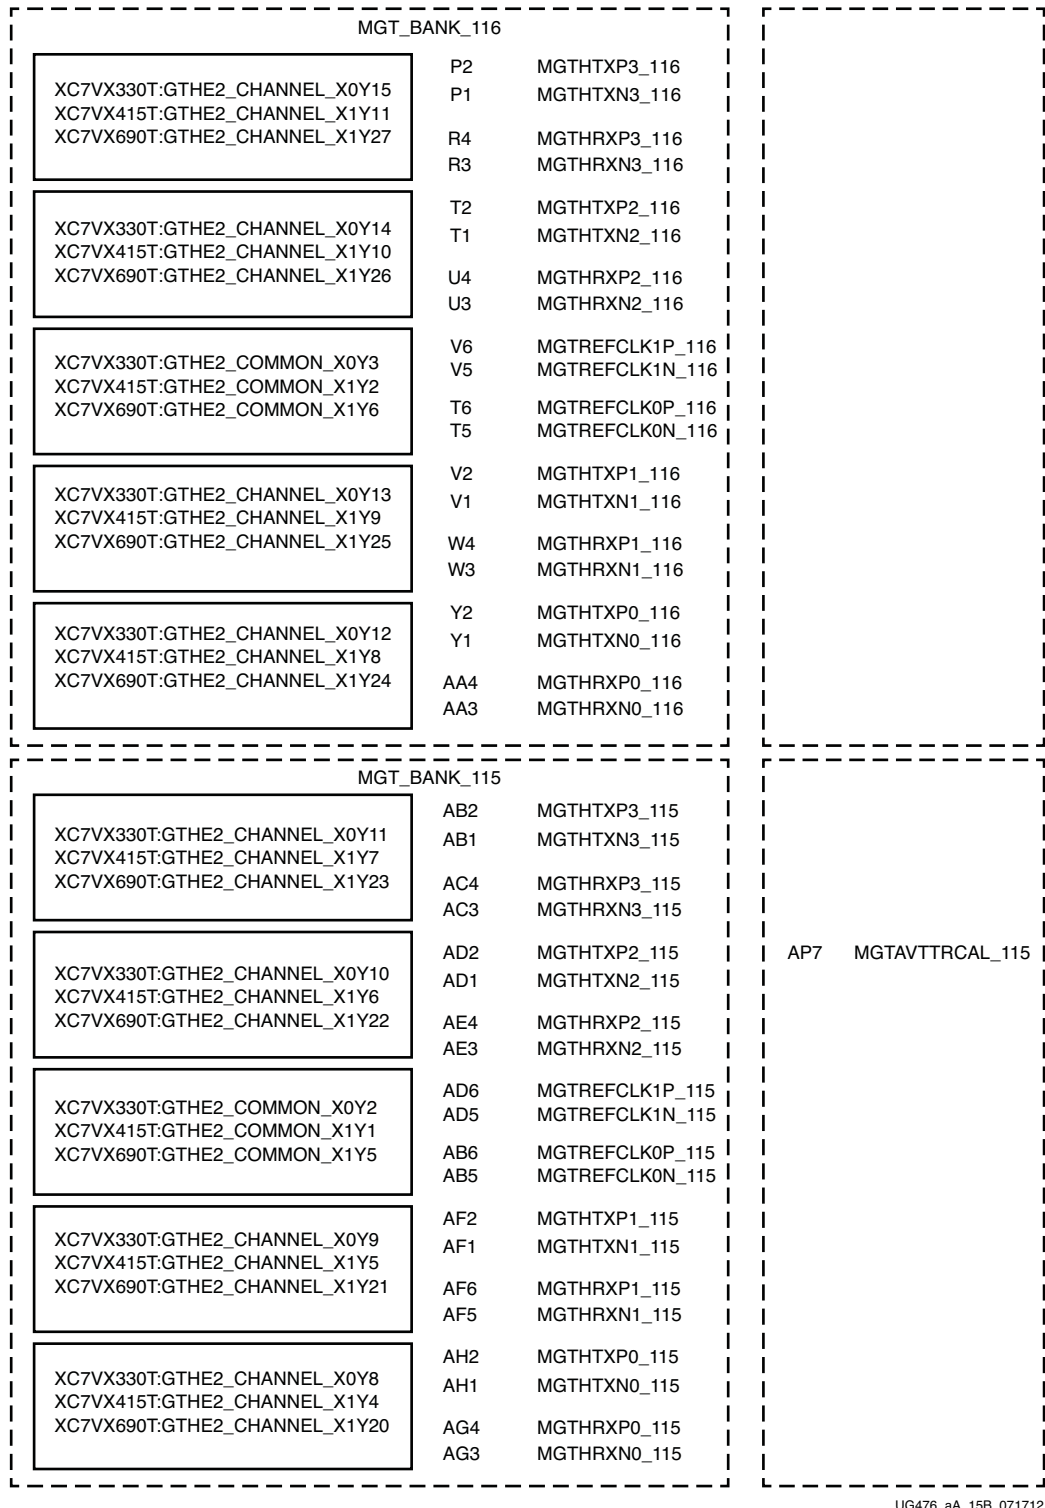 MGT_BANK_116
XC7VX330T:GTHE2_CHANNEL_X0Y15
XC7VX415T:GTHE2_CHANNEL_X1Y11
XC7VX690T:GTHE2_CHANNEL_X1Y27
P2 MGTHTXP3_116
P1 MGTHTXN3_116
R4 MGTHRXP3_116
R3 MGTHRXN3_116
XC7VX330T:GTHE2_CHANNEL_X0Y14
XC7VX415T:GTHE2_CHANNEL_X1Y10
XC7VX690T:GTHE2_CHANNEL_X1Y26
T2 MGTHTXP2_116
T1 MGTHTXN2_116
U4 MGTHRXP2_116
U3 MGTHRXN2_116
XC7VX330T:GTHE2_COMMON_X0Y3
XC7VX415T:GTHE2_COMMON_X1Y2
XC7VX690T:GTHE2_COMMON_X1Y6
V6 MGTREFCLK1P_116
V5 MGTREFCLK1N_116
T6 MGTREFCLK0P_116
T5 MGTREFCLK0N_116
XC7VX330T:GTHE2_CHANNEL_X0Y13
XC7VX415T:GTHE2_CHANNEL_X1Y9
XC7VX690T:GTHE2_CHANNEL_X1Y25
V2 MGTHTXP1_116
V1 MGTHTXN1_116
W4 MGTHRXP1_116
W3 MGTHRXN1_116
XC7VX330T:GTHE2_CHANNEL_X0Y12
XC7VX415T:GTHE2_CHANNEL_X1Y8
XC7VX690T:GTHE2_CHANNEL_X1Y24
Y2 MGTHTXP0_116
Y1 MGTHTXN0_116
AA4 MGTHRXP0_116
AA3 MGTHRXN0_116
MGT_BANK_115
XC7VX330T:GTHE2_CHANNEL_X0Y11
XC7VX415T:GTHE2_CHANNEL_X1Y7
XC7VX690T:GTHE2_CHANNEL_X1Y23
AB2 MGTHTXP3_115
AB1 MGTHTXN3_115
AC4 MGTHRXP3_115
AC3 MGTHRXN3_115
XC7VX330T:GTHE2_CHANNEL_X0Y10
XC7VX415T:GTHE2_CHANNEL_X1Y6
XC7VX690T:GTHE2_CHANNEL_X1Y22
AD2 MGTHTXP2_115
AD1 MGTHTXN2_115
AE4 MGTHRXP2_115
AE3 MGTHRXN2_115
AP7 MGTAVTTRCAL_115
XC7VX330T:GTHE2_COMMON_X0Y2
XC7VX415T:GTHE2_COMMON_X1Y1
XC7VX690T:GTHE2_COMMON_X1Y5
AD6 MGTREFCLK1P_115
AD5 MGTREFCLK1N_115
AB6 MGTREFCLK0P_115
AB5 MGTREFCLK0N_115
XC7VX330T:GTHE2_CHANNEL_X0Y9
XC7VX415T:GTHE2_CHANNEL_X1Y5
XC7VX690T:GTHE2_CHANNEL_X1Y21
AF2 MGTHTXP1_115
AF1 MGTHTXN1_115
AF6 MGTHRXP1_115
AF5 MGTHRXN1_115
XC7VX330T:GTHE2_CHANNEL_X0Y8
XC7VX415T:GTHE2_CHANNEL_X1Y4
XC7VX690T:GTHE2_CHANNEL_X1Y20
AH2 MGTHTXP0_115
AH1 MGTHTXN0_115
AG4 MGTHRXP0_115
AG3 MGTHRXN0_115
UG476_aA_15B_071712